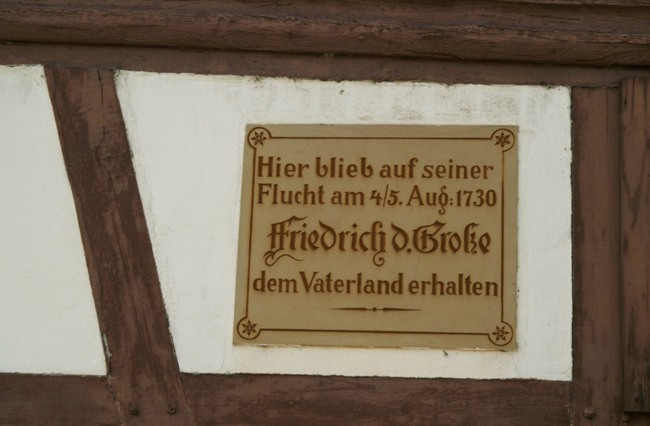 Hier blieb auf seiner
Flucht am 4/5. Aug: 1730
Friedrich d. Große
dem Vaterland erhalten